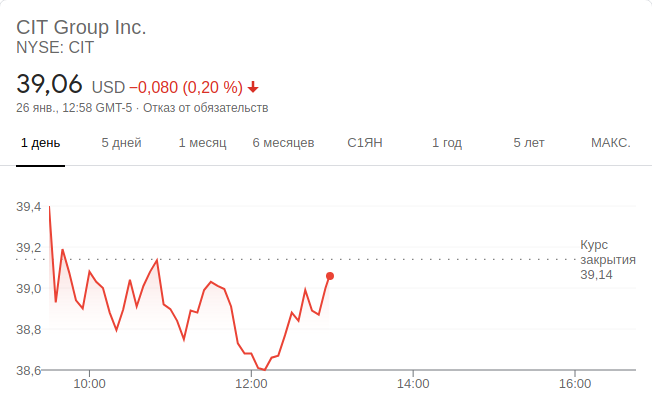 CIT Group Inc.
NYSE: CIT
39,06 USD −0,080 (0,20 %)
26 янв., 12:58 GMT-5 · Отказ от обязательств
1 день 5 дней 1 месяц 6 месяцев С1ЯН 1 год 5 лет МАКС.
39,4
39,2
39,0
38,8
38,6
Курс
закрытия
39,14
10:00 12:00 14:00 16:00